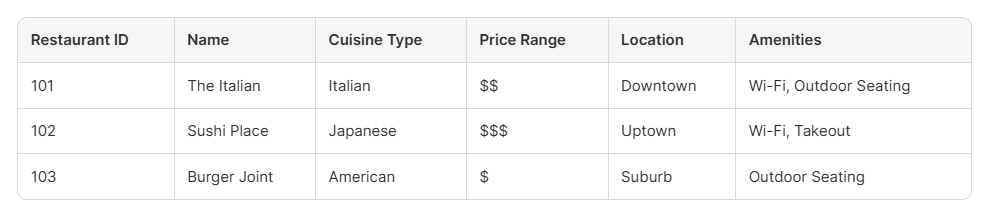 Restaurant ID Name Cuisine Type Price Range Location Amenities
101 The Italian Italian $$ Downtown Wi-Fi, Outdoor Seating
102 Sushi Place Japanese $$$ Uptown Wi-Fi, Takeout
103 Burger Joint American $ Suburb Outdoor Seating